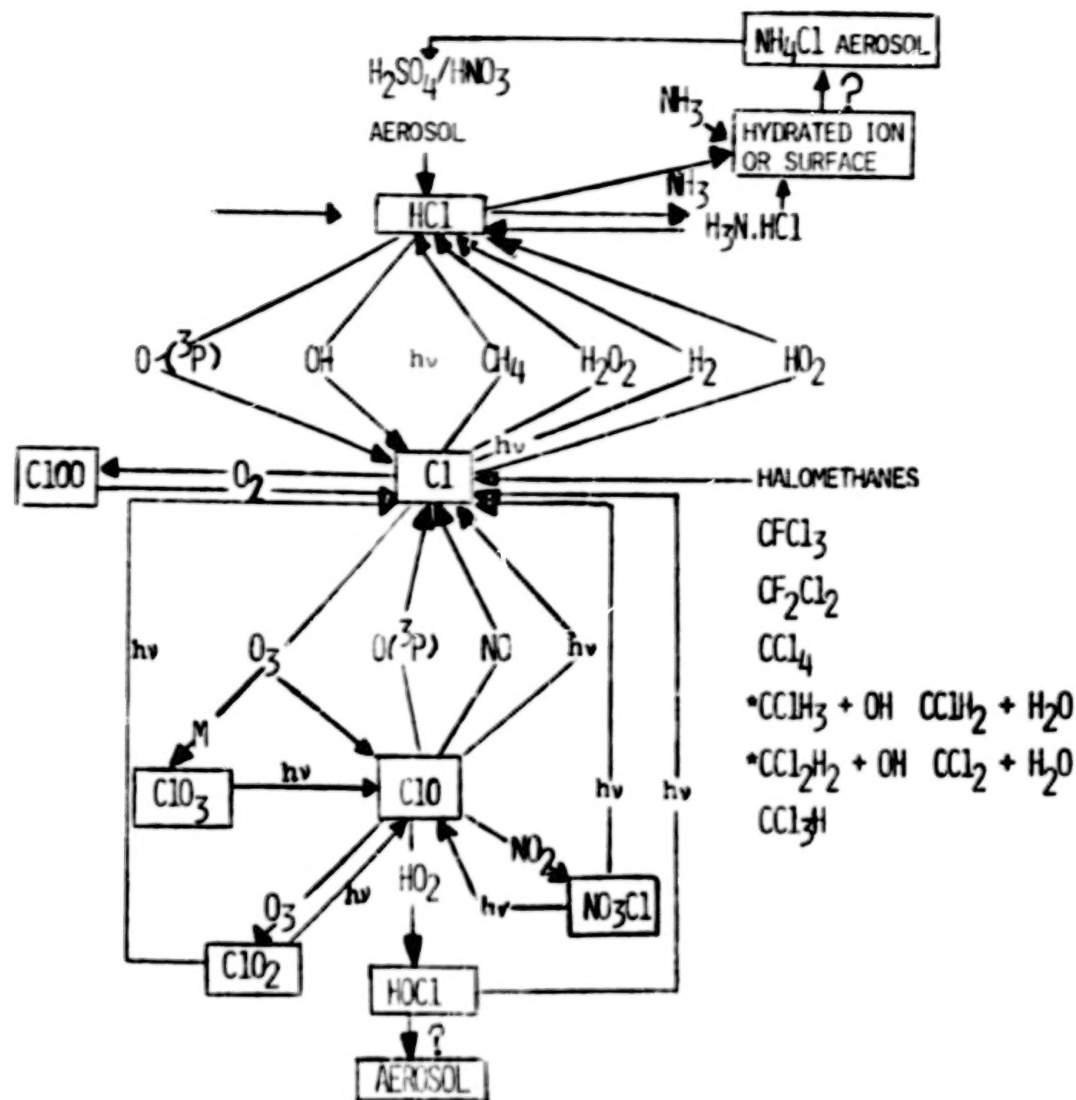 NH4Cl AEROSOL
H2SO4/HNO3
AEROSOL
NH3
?
HYDRATED ION
OR SURFACE
NH3
HCl
H3N.HCl
O(3P)
OH
hν
CH4
H2O2
H2
HO2
hν
ClOO
O2
Cl
HALOMETHANES
CFCl3
CF2Cl2
CCl4
hν
O3
O(3P)
NO
hν
*CClH3 + OH CClH2 + H2O
*CCl2H2 + OH CCl2 + H2O
CCl3H
M
ClO3
hν
ClO
hν
hν
NO2
HO2
hν
O3
hν
NO3Cl
ClO2
HOCl
?
AEROSOL